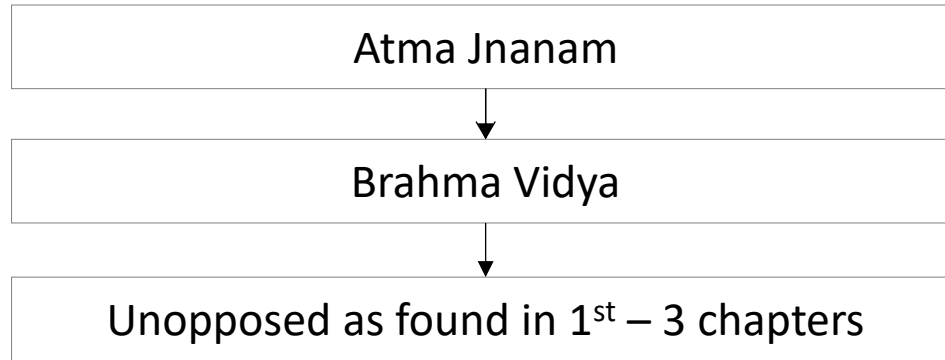 Atma Jnanam
Brahma Vidya
Unopposed as found in 1st – 3 chapters